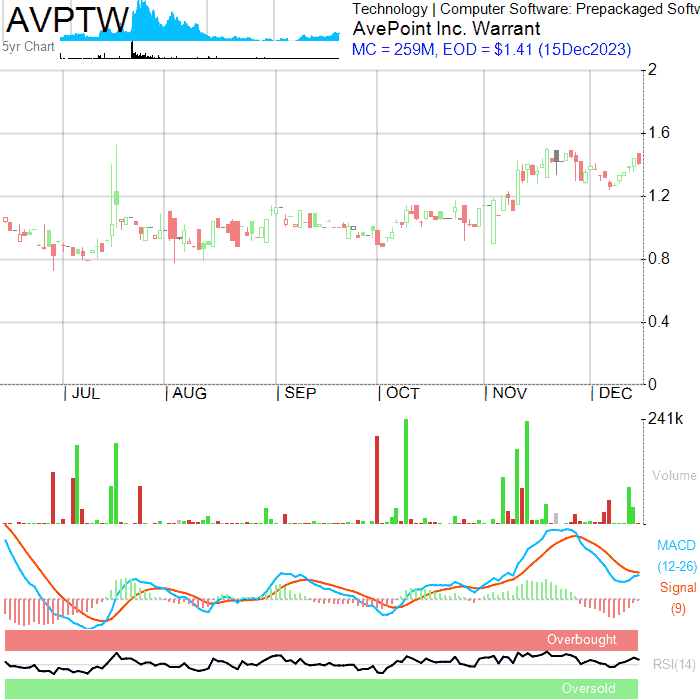 AVPTW
5yr Chart
Technology | Computer Software: Prepackaged Softw
AvePoint Inc. Warrant
MC = 259M, EOD = $1.41 (15Dec2023)
2
1.6
1.2
0.8
0.4
0
JUL AUG SEP OCT NOV DEC
241k
Volume
MACD
(12-26)
Signal
(9)
Overbought
RSI(14)
Oversold